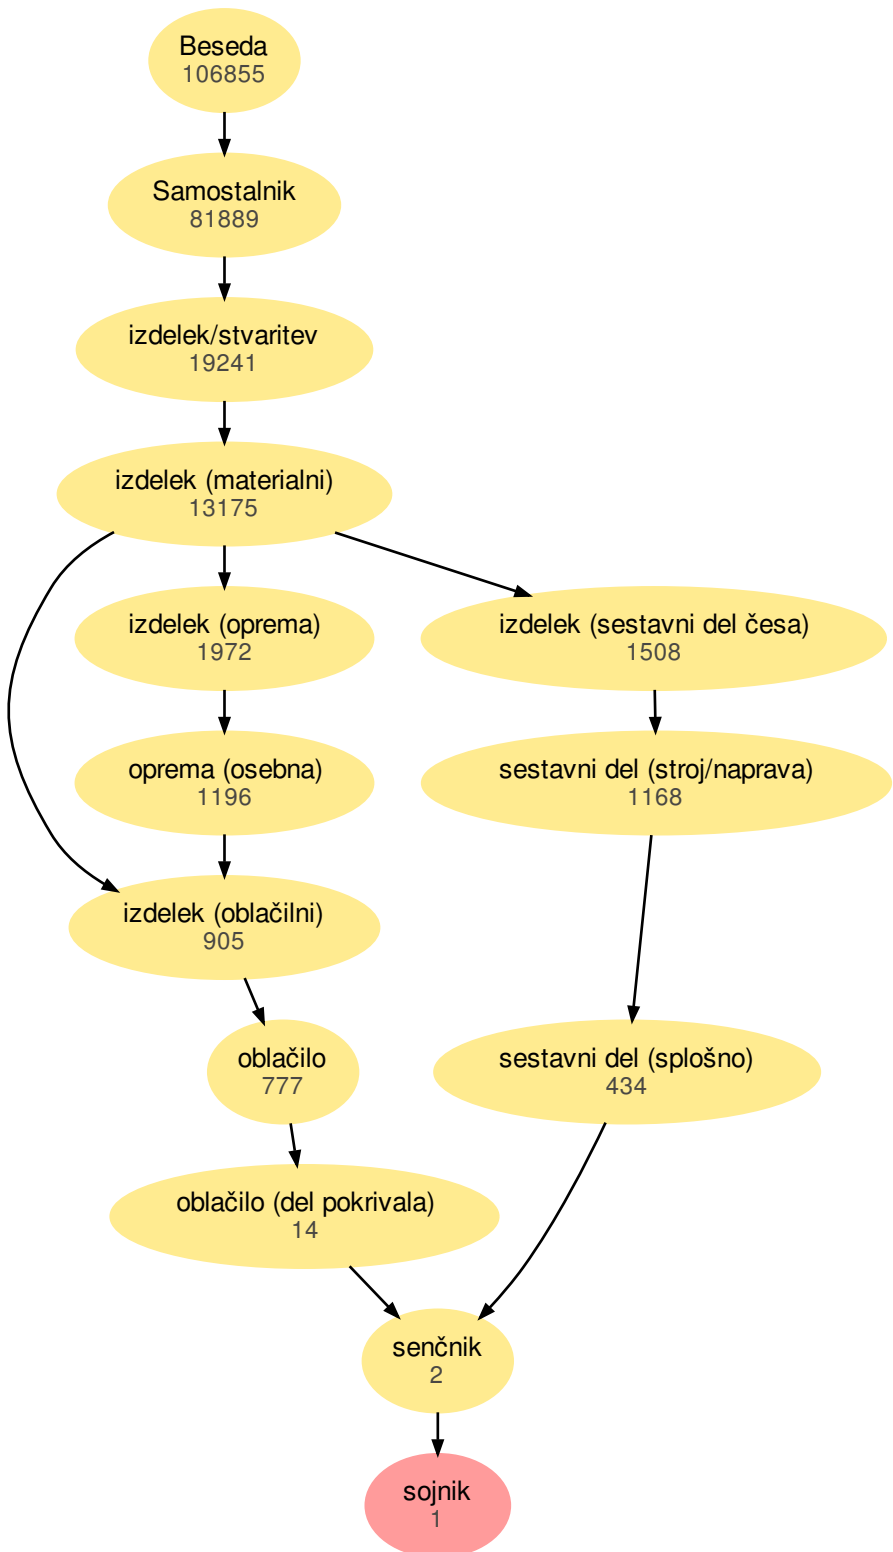 Beseda
106855
Samostalnik
81889
izdelek/stvaritev
19241
izdelek (materialni)
13175
izdelek (oprema)
1972
izdelek (sestavni del česa)
1508
oprema (osebna)
1196
sestavni del (stroj/naprava)
1168
izdelek (oblačilni)
905
oblačilo
777
sestavni del (splošno)
434
oblačilo (del pokrivala)
14
senčnik
2
sojnik
1